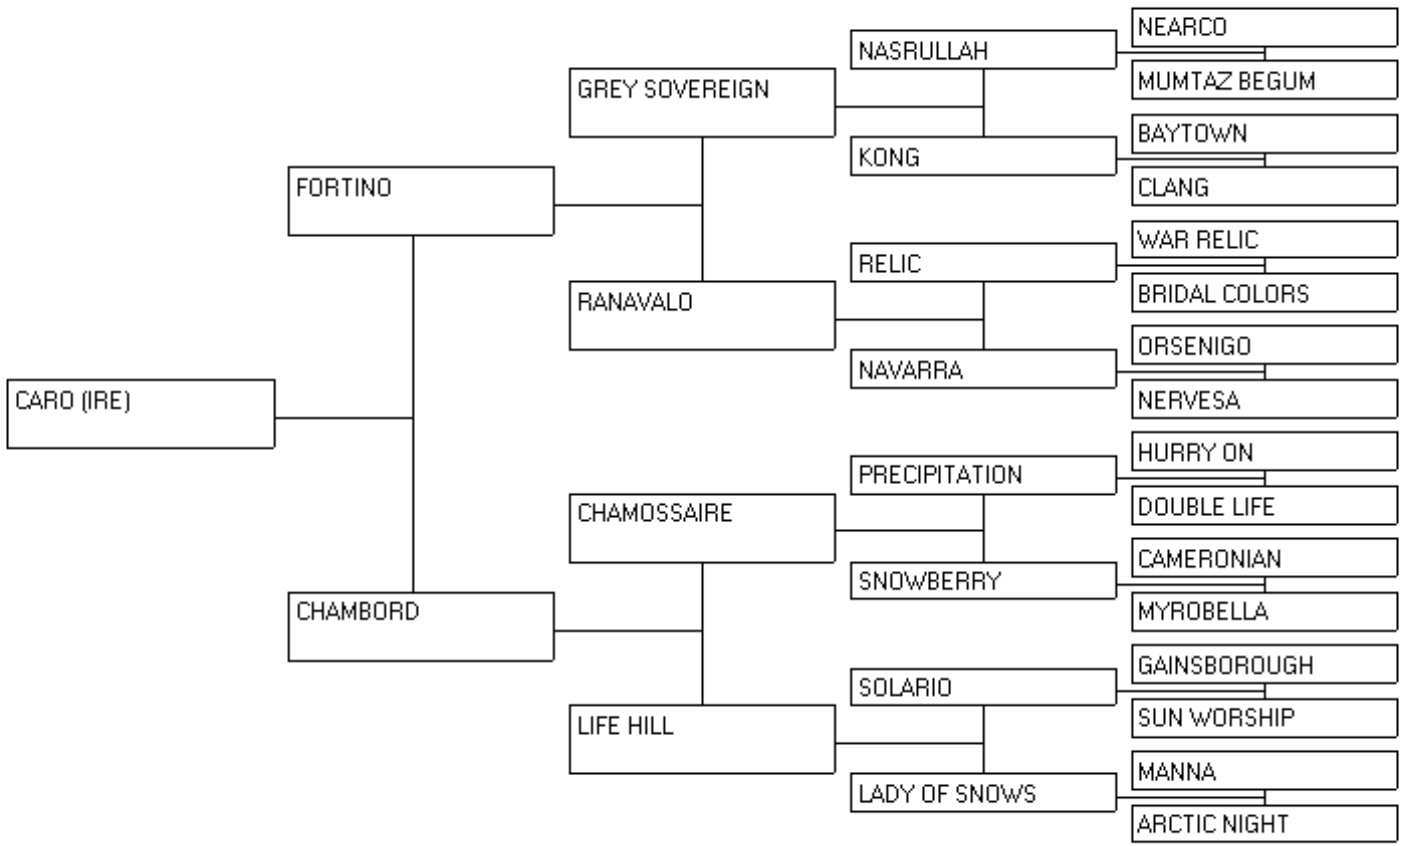 NEARCO
NASRULLAH
MUMTAZ BEGUM
GREY SOVEREIGN
BAYTOWN
KONG
CLANG
FORTINO
WAR RELIC
RELIC
BRIDAL COLORS
RANAVALO
ORSENIGO
NAVARRA
NERVESA
CARO (IRE)
HURRY ON
PRECIPITATION
DOUBLE LIFE
CHAMOSSAIRE
CAMERONIAN
SNOWBERRY
MYROBELLA
CHAMBORD
GAINSBOROUGH
SOLARIO
SUN WORSHIP
LIFE HILL
MANNA
LADY OF SNOWS
ARCTIC NIGHT